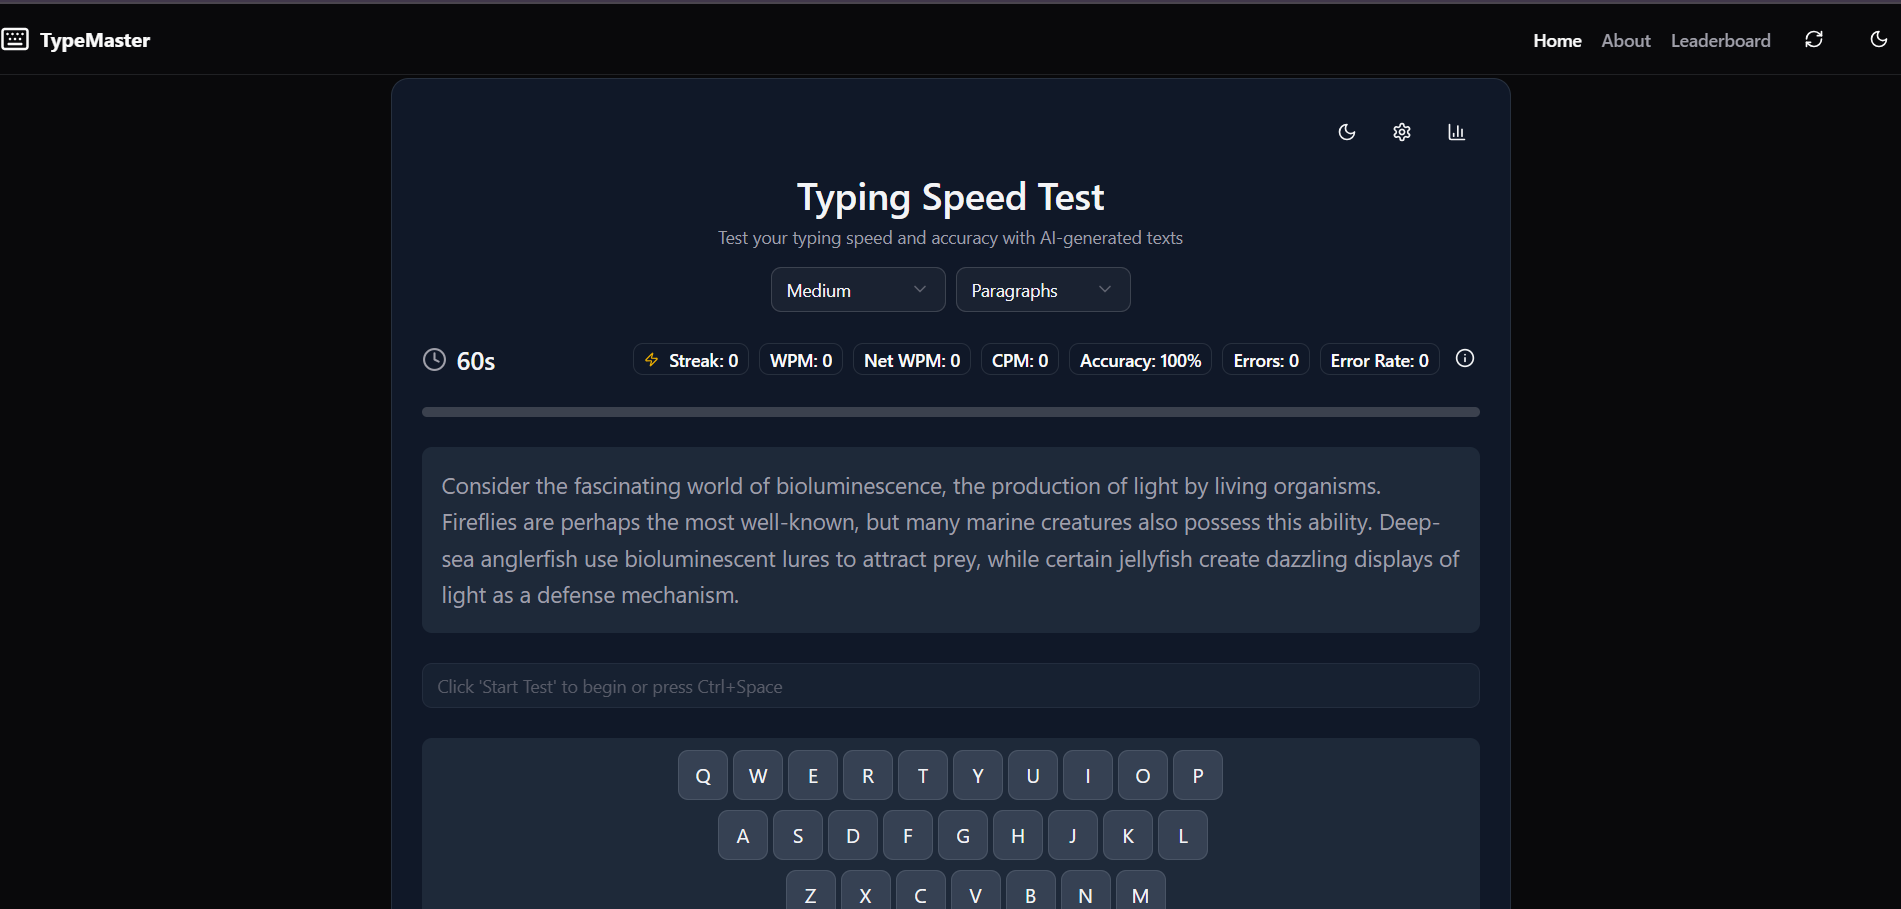 TypeMaster
Home About Leaderboard
Typing Speed Test
Test your typing speed and accuracy with AI-generated texts
Medium Paragraphs
60s Streak: 0 WPM: 0 Net WPM: 0 CPM: 0 Accuracy: 100% Errors: 0 Error Rate: 0
Consider the fascinating world of bioluminescence, the production of light by living organisms.
Fireflies are perhaps the most well-known, but many marine creatures also possess this ability. Deep-
sea anglerfish use bioluminescent lures to attract prey, while certain jellyfish create dazzling displays of
light as a defense mechanism.
Click 'Start Test' to begin or press Ctrl+Space
Q W E R T Y U I O P
A S D F G H J K L
Z X C V B N M